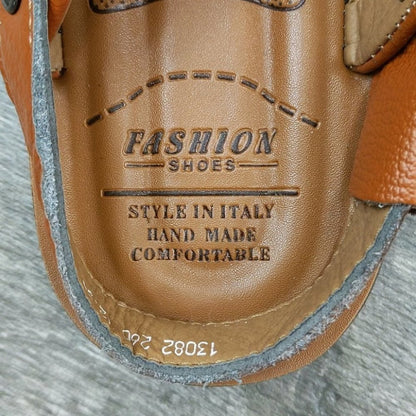 FASHION
SHOES
STYLE IN ITALY
HAND MADE
COMFORTABLE
13082